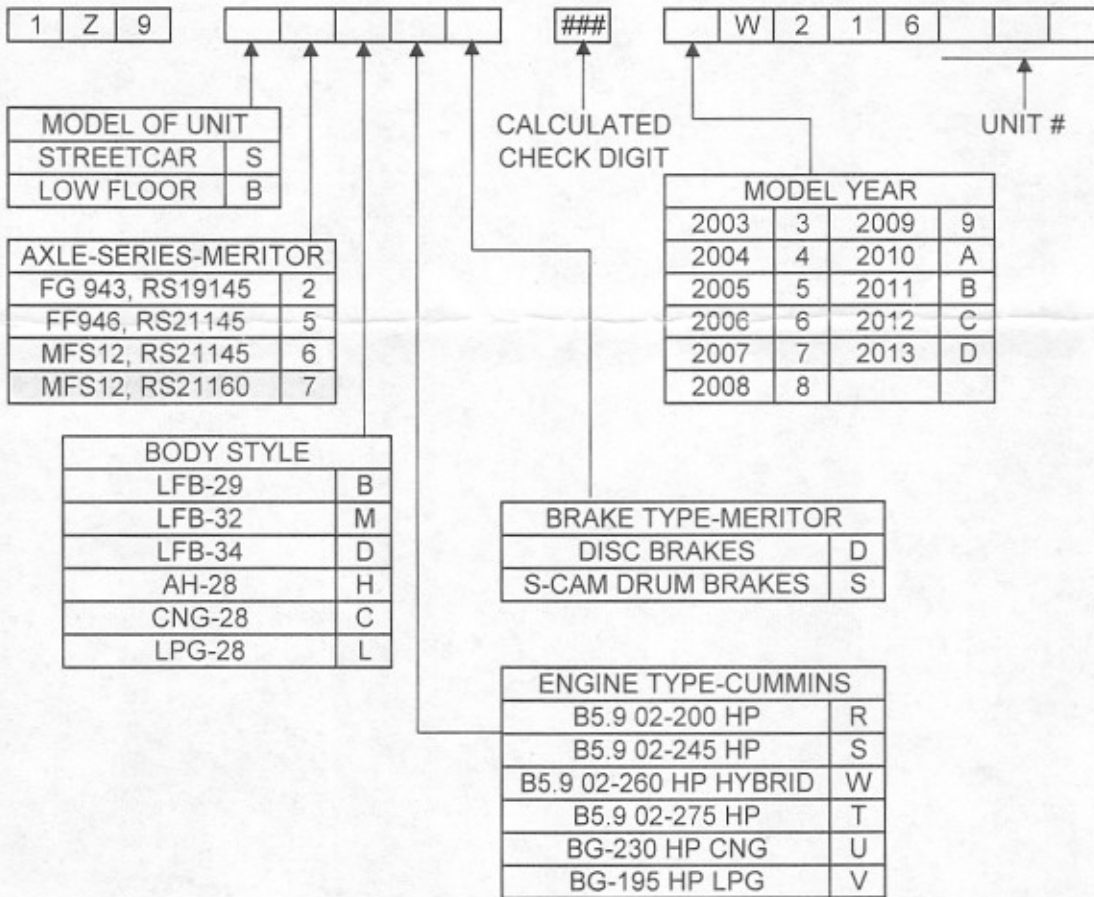 1 Z 9 ### W 2 1 6
MODEL OF UNIT
STREETCAR S
LOW FLOOR B
CALCULATED
CHECK DIGIT
UNIT #
MODEL YEAR
2003 3 2009 9
2004 4 2010 A
2005 5 2011 B
2006 6 2012 C
2007 7 2013 D
2008 8
AXLE-SERIES-MERITOR
FG 943, RS19145 2
FF946, RS21145 5
MFS12, RS21145 6
MFS12, RS21160 7
BODY STYLE
LFB-29 B
LFB-32 M
LFB-34 D
AH-28 H
CNG-28 C
LPG-28 L
BRAKE TYPE-MERITOR
DISC BRAKES D
S-CAM DRUM BRAKES S
ENGINE TYPE-CUMMINS
B5.9 02-200 HP R
B5.9 02-245 HP S
B5.9 02-260 HP HYBRID W
B5.9 02-275 HP T
BG-230 HP CNG U
BG-195 HP LPG V